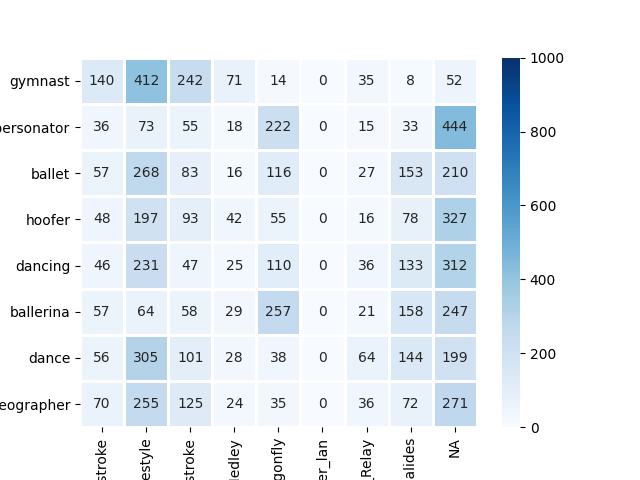 gymnast 140 412 242 71 14 0 35 8 52
personator 36 73 55 18 222 0 15 33 444
ballet 57 268 83 16 116 0 27 153 210
hoofer 48 197 93 42 55 0 16 78 327
dancing 46 231 47 25 110 0 36 133 312
ballerina 57 64 58 29 257 0 21 158 247
dance 56 305 101 28 38 0 64 144 199
eographer 70 255 125 24 35 0 36 72 271
stroke estyle stroke Medley gonfly er_lan _Relay alides NA
1000
800
600
400
200
0